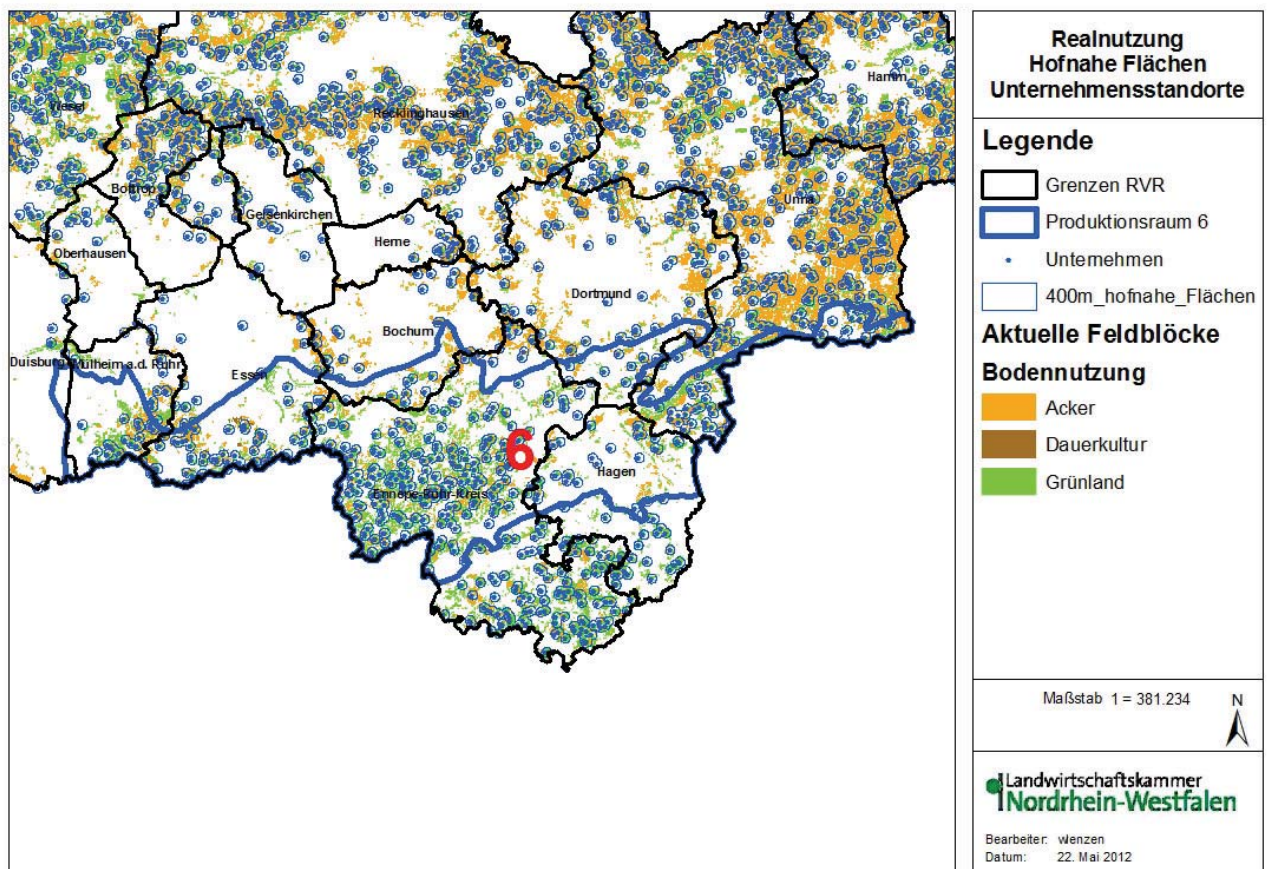 Wesel
Recklinghausen
Hamm
Bottrop
Unna
Gelsenkirchen
Herne
Oberhausen
Dortmund
Bochum
Duisburg
Mülheim a.d. Ruhr
Essen
6
Hagen
Ennepe-Ruhr-Kreis
Realnutzung
Hofnahe Flächen
Unternehmensstandorte
Legende
Grenzen RVR
Produktionsraum 6
Unternehmen
400m_hofnahe_Flächen
Aktuelle Feldblöcke
Bodennutzung
Acker
Dauerkultur
Grünland
Maßstab 1 = 381.234
N
Landwirtschaftskammer
Nordrhein-Westfalen
Bearbeiter: wlenzen
Datum: 22. Mai 2012